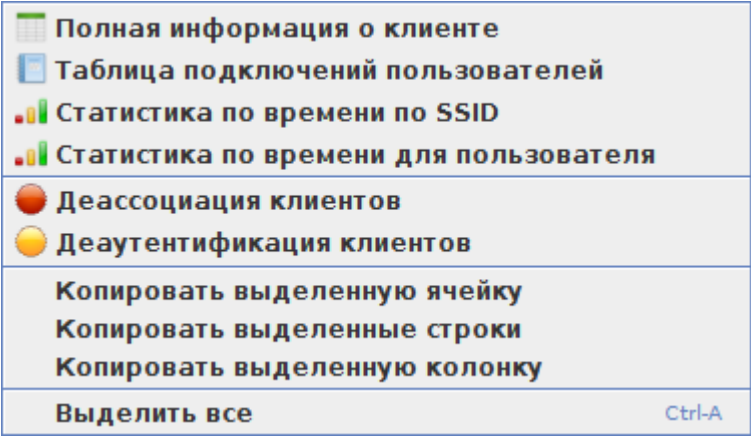 Полная информация о клиенте
Таблица подключений пользователей
Статистика по времени по SSID
Статистика по времени для пользователя
Деассоциация клиентов
Деаутентификация клиентов
Копировать выделенную ячейку
Копировать выделенные строки
Копировать выделенную колонку
Выделить все Ctrl-A